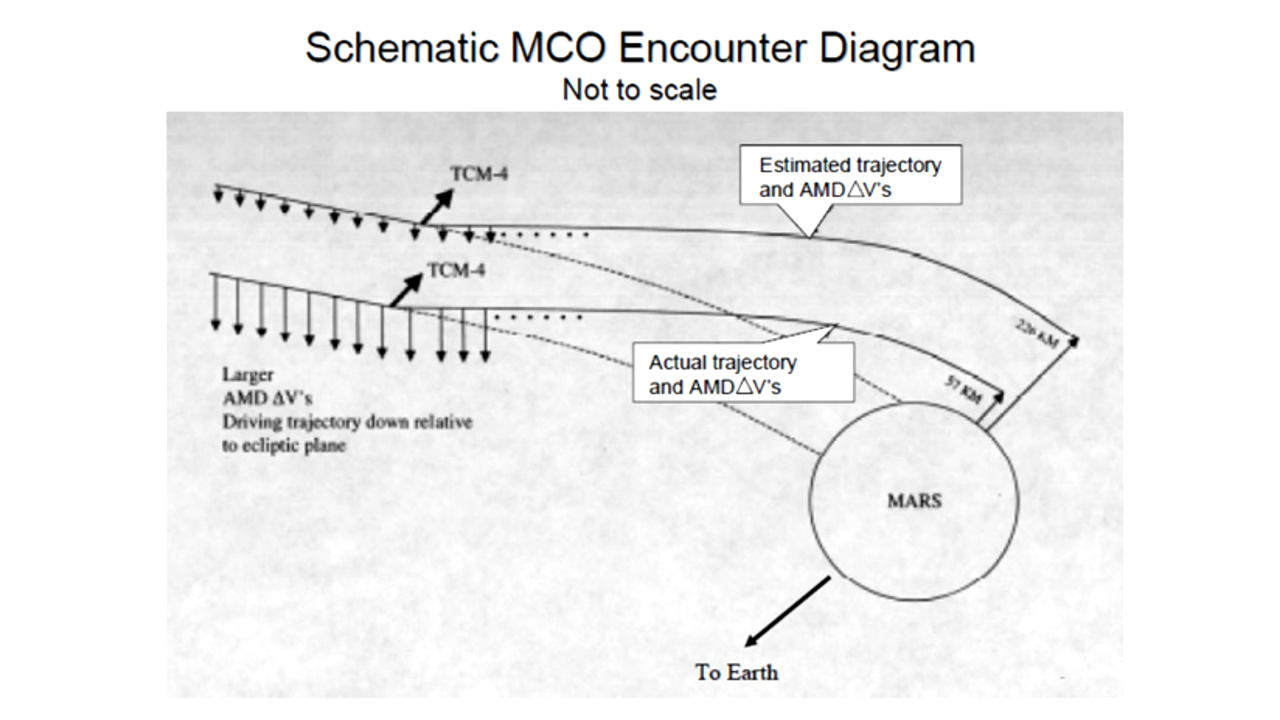 Schematic MCO Encounter Diagram
Not to scale
TCM-4
Estimated trajectory
and AMD△V's
TCM-4
226 KM
Actual trajectory
and AMD△V's
57 KM
Larger
AMD ΔV's
Driving trajectory down relative
to ecliptic plane
MARS
To Earth